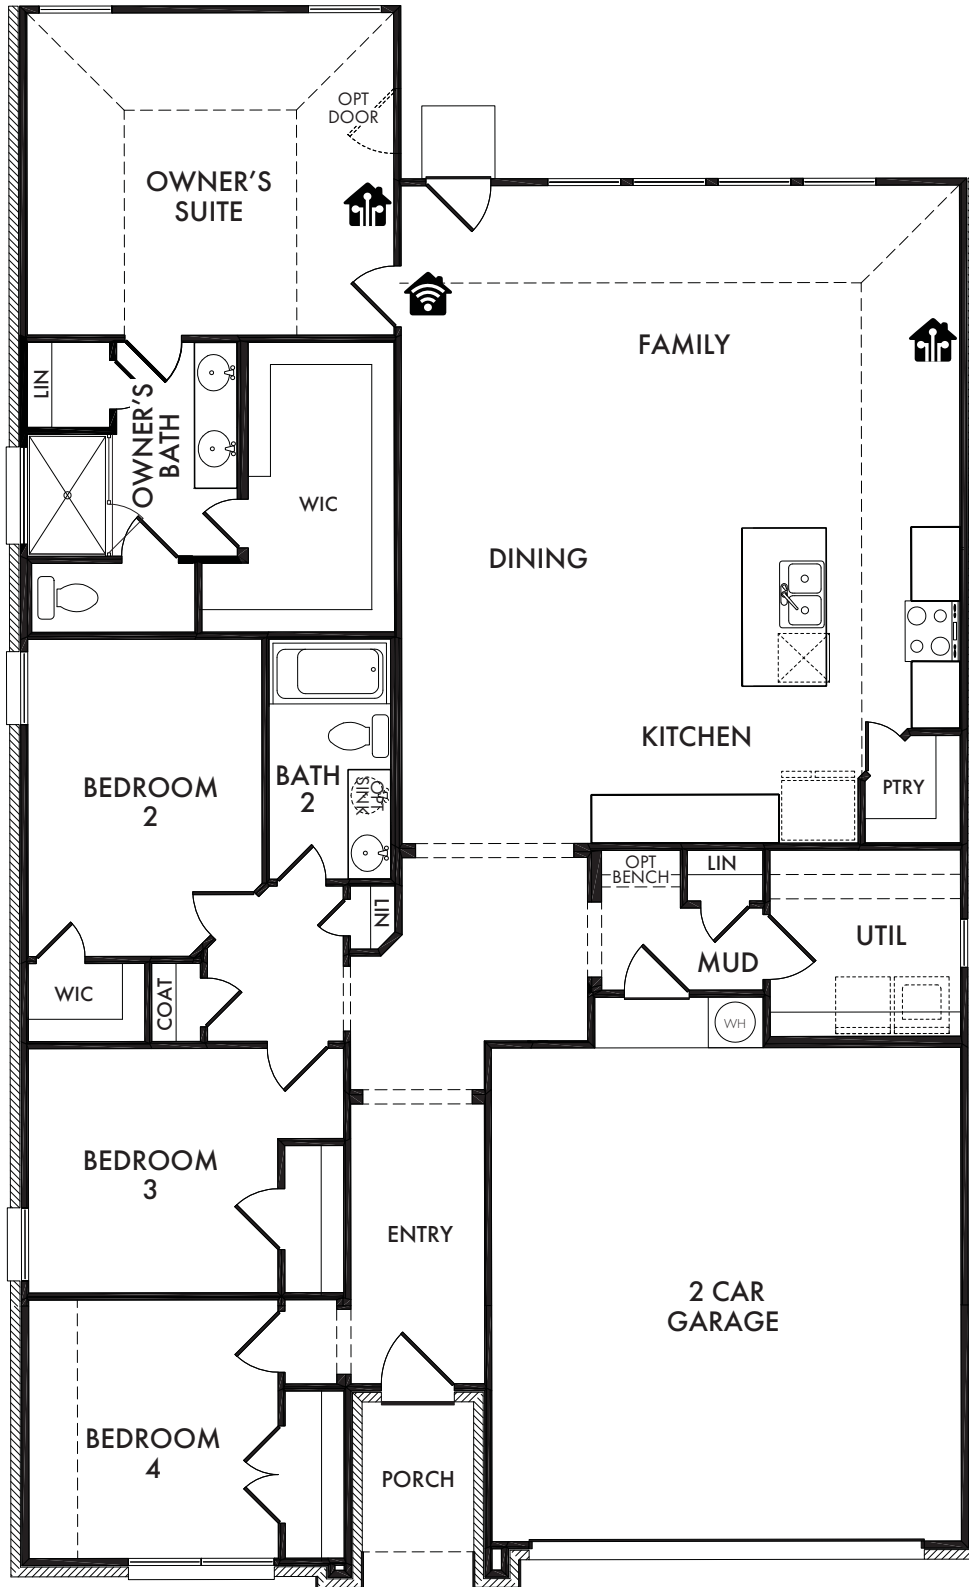 OPT
DOOR
OWNER'S
SUITE
FAMILY
LIN
OWNER'S
BATH
WIC
DINING
KITCHEN
BEDROOM
2
BATH
2
OPT
SINK
PTRY
OPT
BENCH
LIN
LIN
UTIL
MUD
WIC
COAT
WH
BEDROOM
3
ENTRY
2 CAR
GARAGE
BEDROOM
4
PORCH